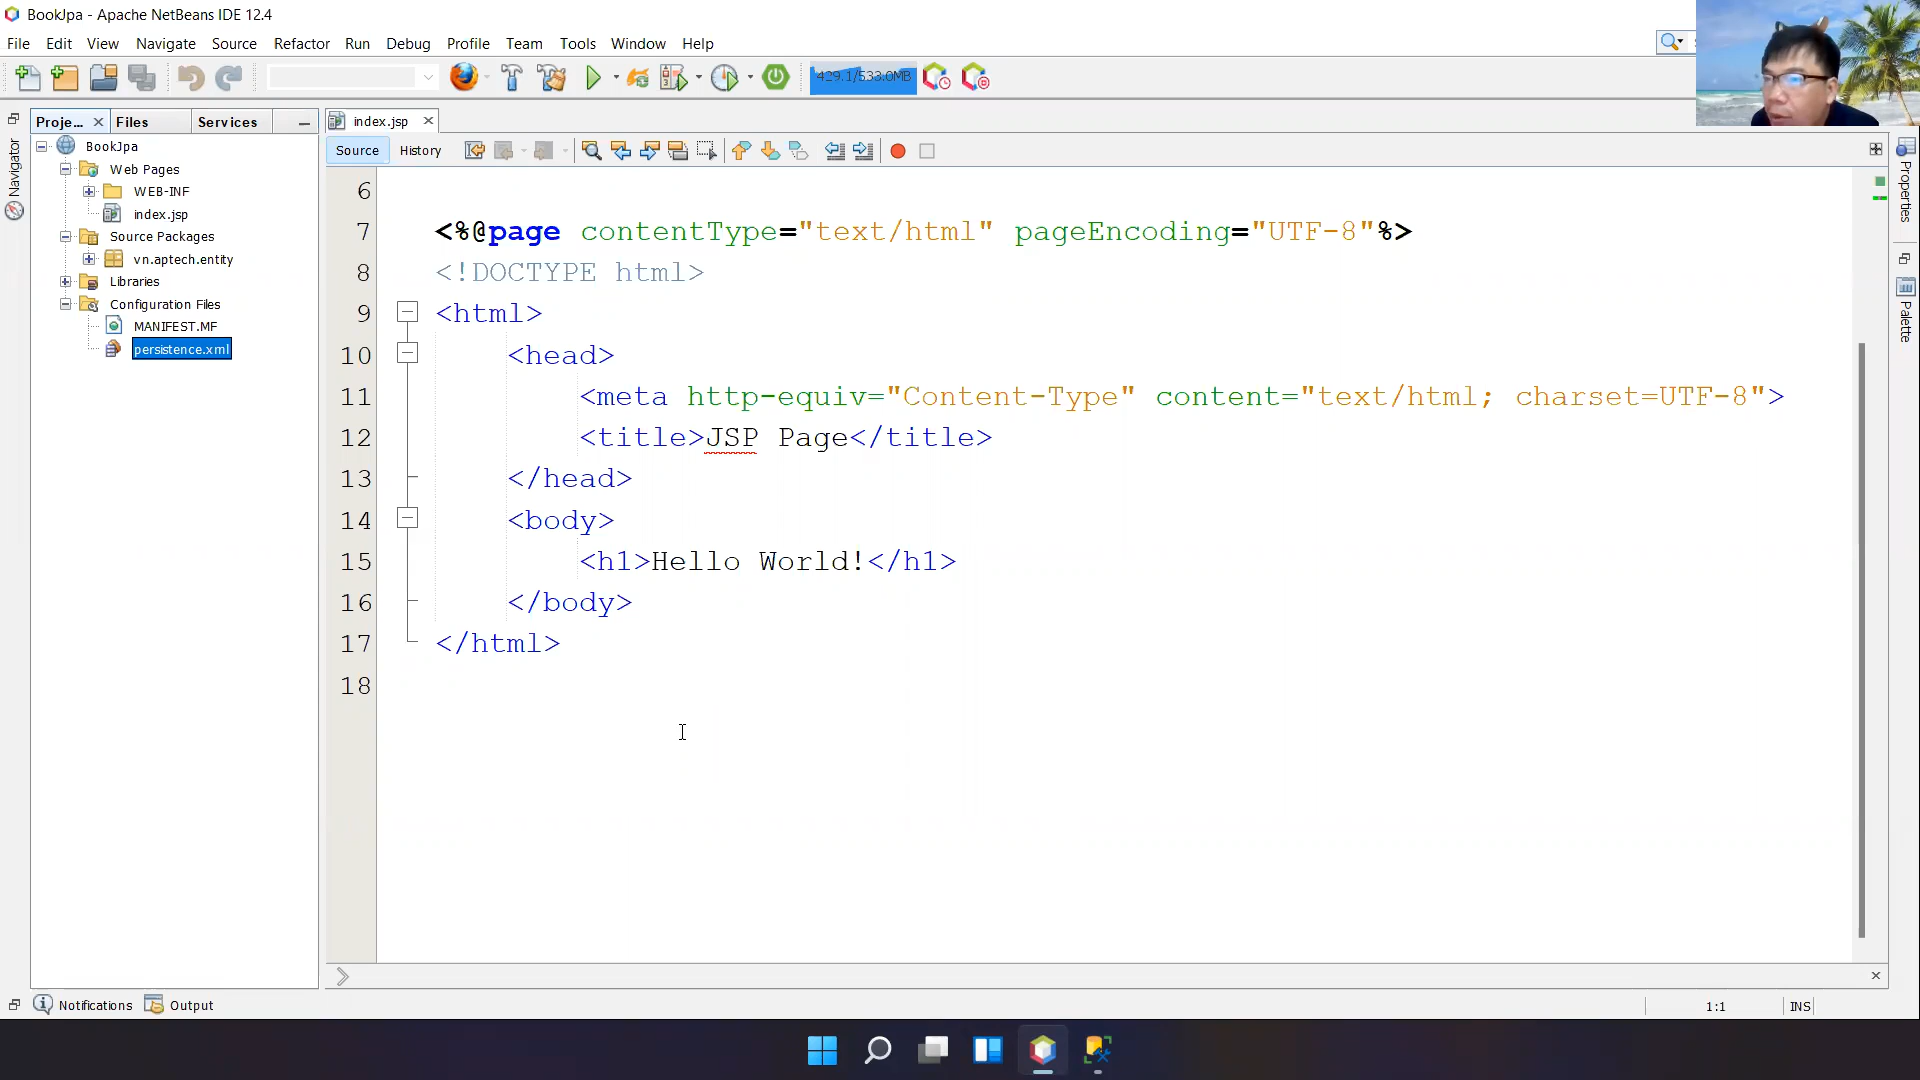 BookJpa - Apache NetBeans IDE 12.4
File Edit View Navigate Source Refactor Run Debug Profile Team Tools Window Help
429.1/533.0MB
Proje... Files Services
index.jsp
Source History
Navigator
BookJpa
Web Pages
WEB-INF
index.jsp
Source Packages
vn.aptech.entity
Libraries
Configuration Files
MANIFEST.MF
persistence.xml
6
7 <%@page contentType="text/html" pageEncoding="UTF-8"%>
8 <!DOCTYPE html>
9 <html>
10 <head>
11 <meta http-equiv="Content-Type" content="text/html; charset=UTF-8">
12 <title>JSP Page</title>
13 </head>
14 <body>
15 <h1>Hello World!</h1>
16 </body>
17 </html>
18
Properties
Palette
Notifications Output
1:1 INS